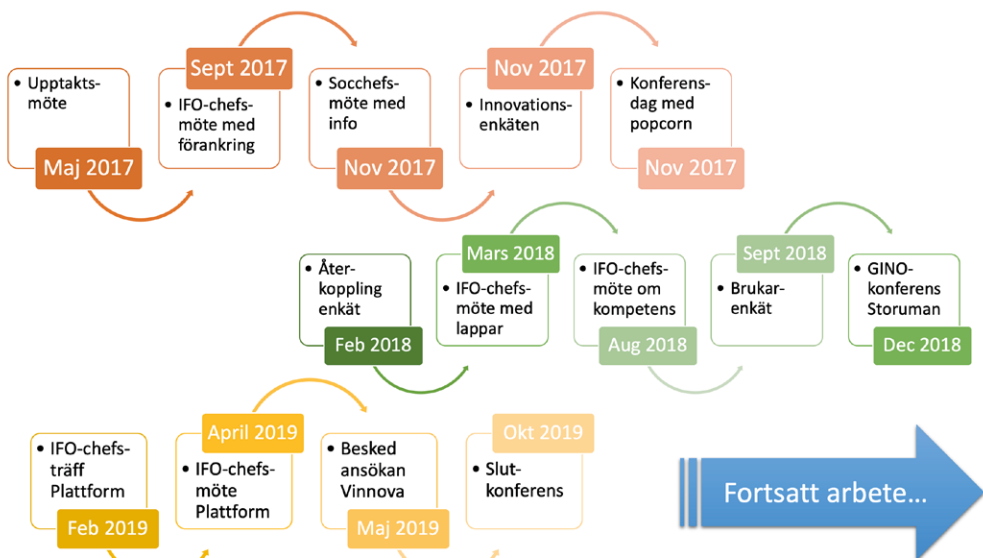 • Upptakts-
möte
Maj 2017
Sept 2017
• IFO-chefs-
möte med
förankring
• Socchefs-
möte med
info
Nov 2017
Nov 2017
• Innovations-
enkäten
• Konferens-
dag med
popcorn
Nov 2017
• Åter-
koppling
enkät
Feb 2018
Mars 2018
• IFO-chefs-
möte med
lappar
• IFO-chefs-
möte om
kompetens
Aug 2018
Sept 2018
• Brukar-
enkät
• GINO-
konferens
Storuman
Dec 2018
• IFO-chefs-
träff
Plattform
Feb 2019
April 2019
• IFO-chefs-
möte
Plattform
• Besked
ansökan
Vinnova
Maj 2019
Okt 2019
• Slut-
konferens
Fortsatt arbete...